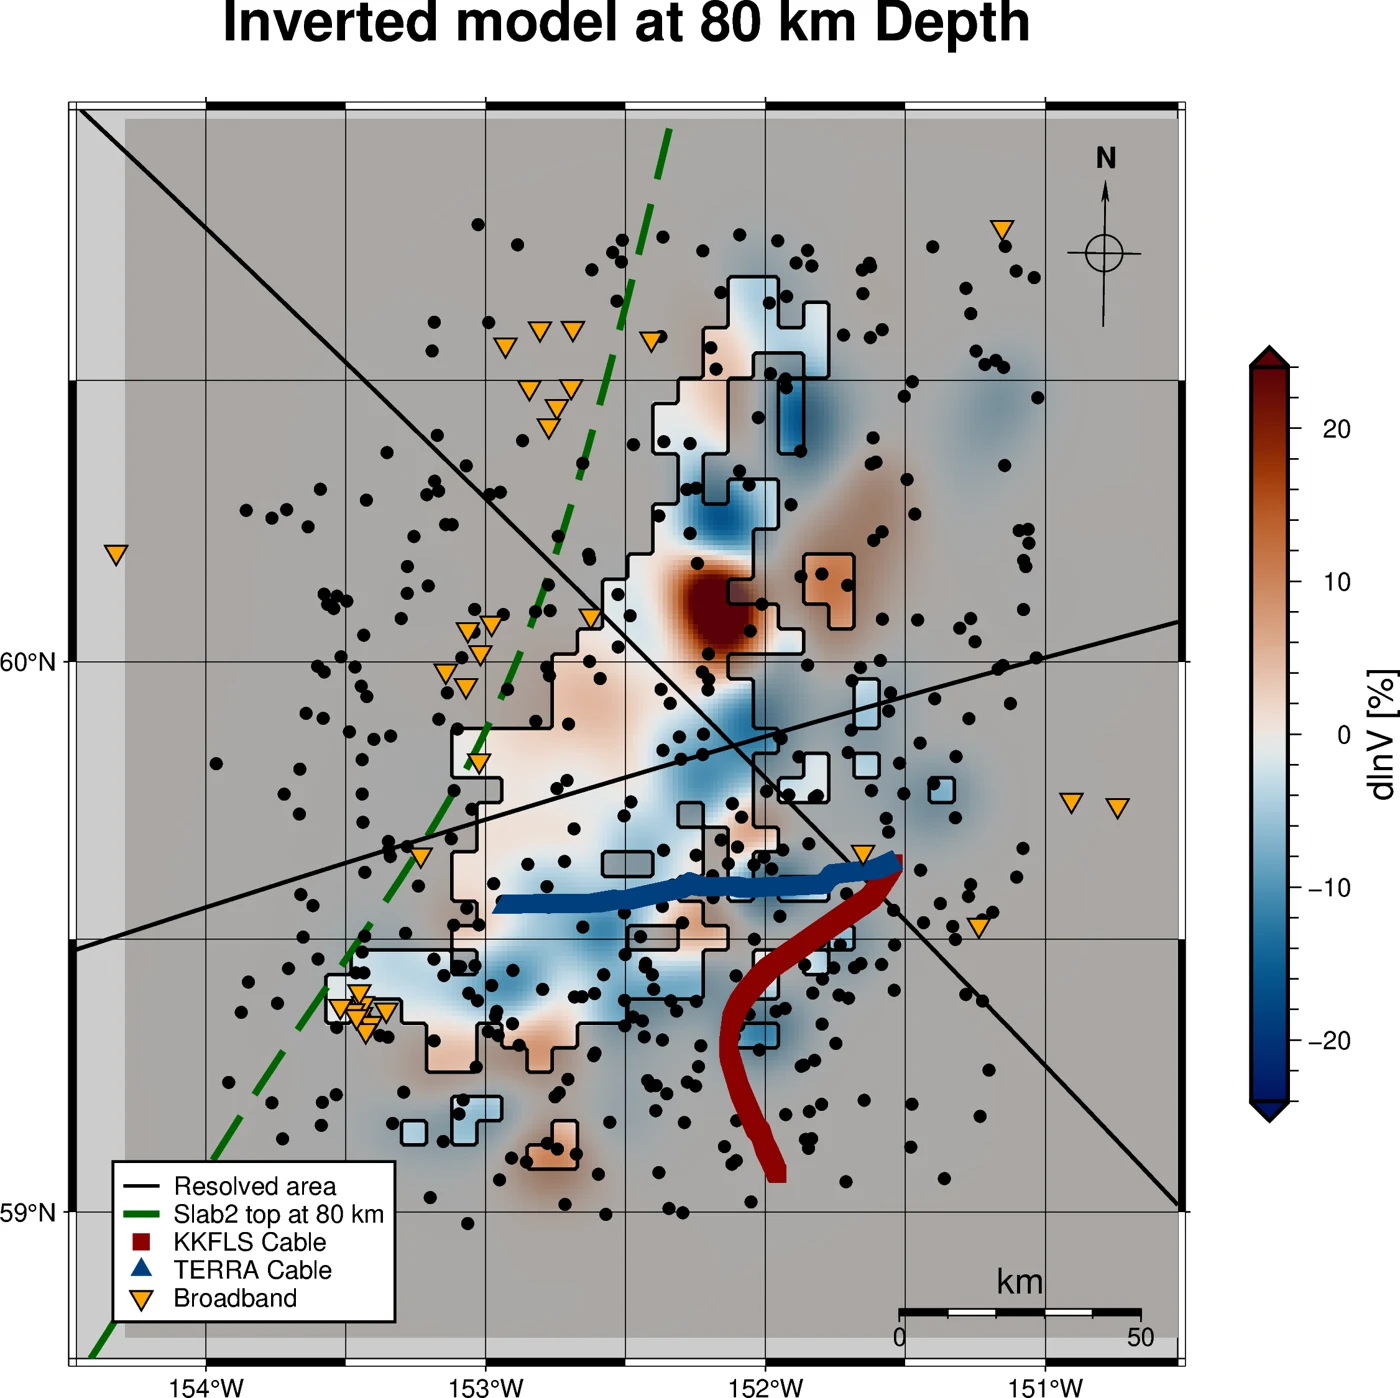 Inverted model at 80 km Depth
N
20
10
0
−10
−20
dlnV [%]
60°N
59°N
Resolved area
Slab2 top at 80 km
KKFLS Cable
TERRA Cable
Broadband
km
0
50
154°W
153°W
152°W
151°W